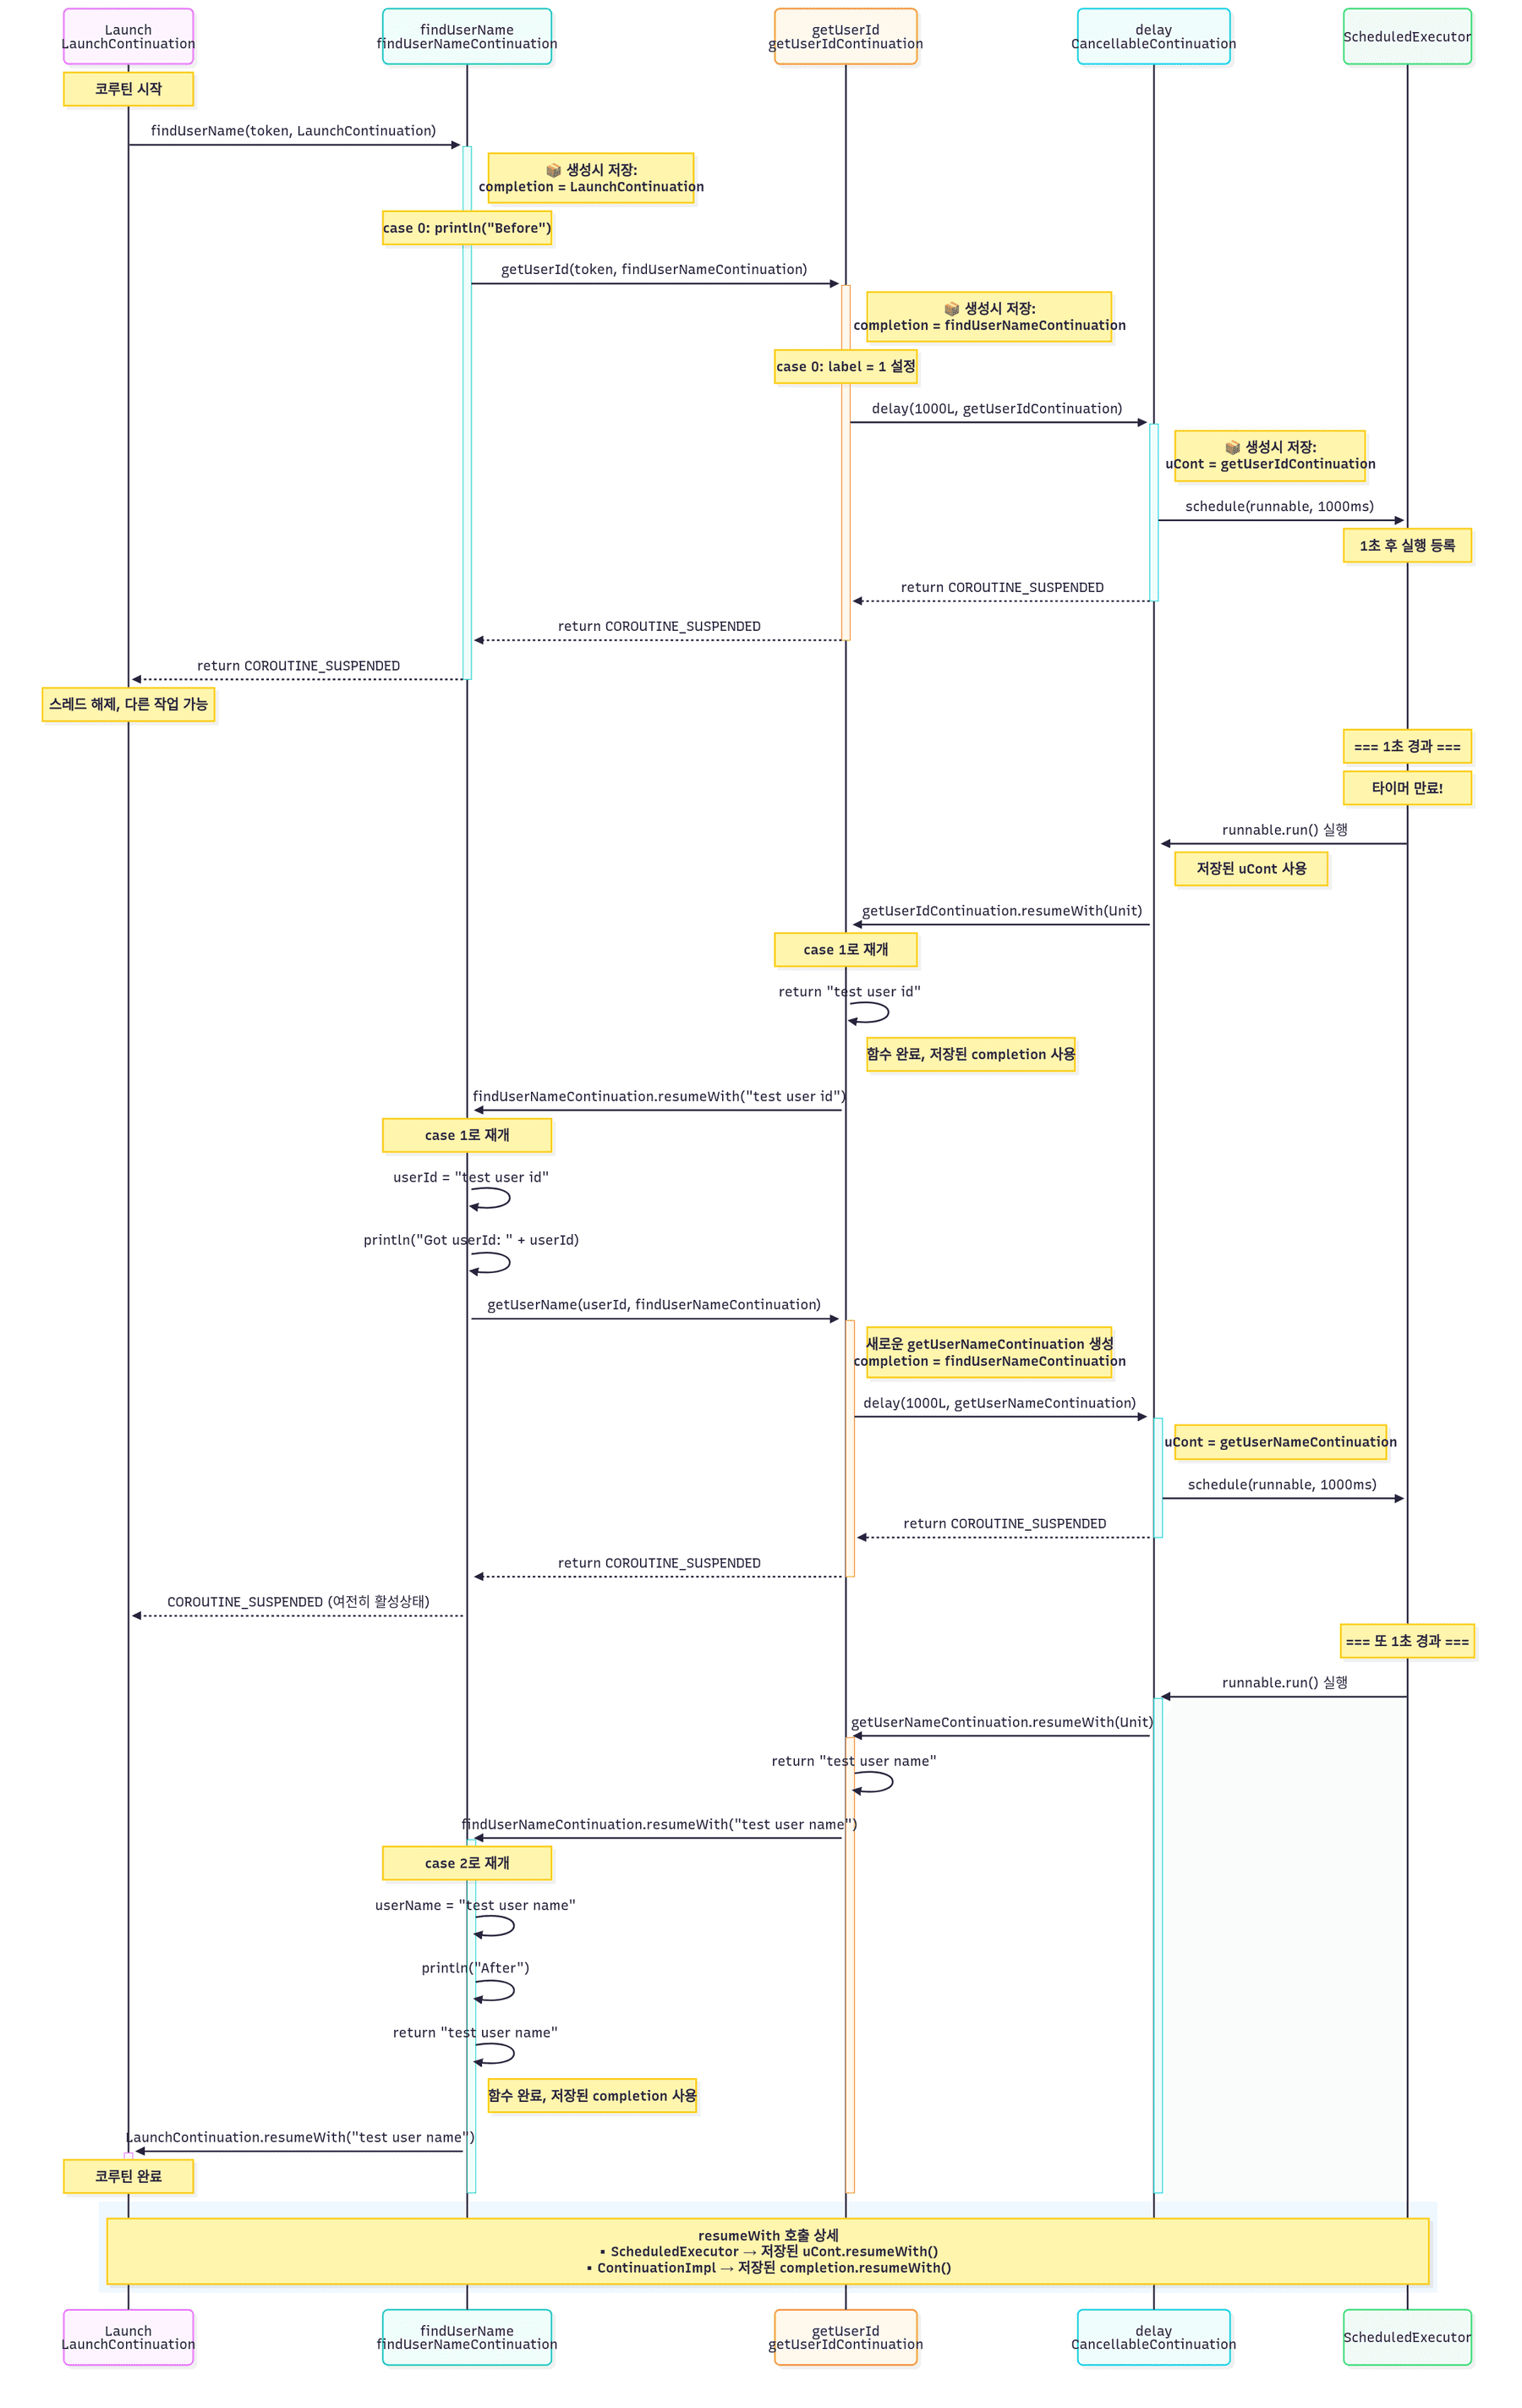 Launch
LaunchContinuation
findUserName
findUserNameContinuation
getUserId
getUserIdContinuation
delay
CancellableContinuation
ScheduledExecutor
코루틴 시작
findUserName(token, LaunchContinuation)
📦 생성시 저장:
completion = LaunchContinuation
case 0: println("Before")
getUserId(token, findUserNameContinuation)
📦 생성시 저장:
completion = findUserNameContinuation
case 0: label = 1 설정
delay(1000L, getUserIdContinuation)
📦 생성시 저장:
uCont = getUserIdContinuation
schedule(runnable, 1000ms)
1초 후 실행 등록
return COROUTINE_SUSPENDED
return COROUTINE_SUSPENDED
return COROUTINE_SUSPENDED
스레드 해제, 다른 작업 가능
=== 1초 경과 ===
타이머 만료!
runnable.run() 실행
저장된 uCont 사용
getUserIdContinuation.resumeWith(Unit)
case 1로 재개
return "test user id"
함수 완료, 저장된 completion 사용
findUserNameContinuation.resumeWith("test user id")
case 1로 재개
userId = "test user id"
println("Got userId: " + userId)
getUserName(userId, findUserNameContinuation)
새로운 getUserNameContinuation 생성
completion = findUserNameContinuation
delay(1000L, getUserNameContinuation)
uCont = getUserNameContinuation
schedule(runnable, 1000ms)
return COROUTINE_SUSPENDED
return COROUTINE_SUSPENDED
COROUTINE_SUSPENDED (여전히 활성상태)
=== 또 1초 경과 ===
runnable.run() 실행
getUserNameContinuation.resumeWith(Unit)
return "test user name"
findUserNameContinuation.resumeWith("test user name")
case 2로 재개
userName = "test user name"
println("After")
return "test user name"
함수 완료, 저장된 completion 사용
LaunchContinuation.resumeWith("test user name")
코루틴 완료
resumeWith 호출 상세
▪ ScheduledExecutor → 저장된 uCont.resumeWith()
▪ ContinuationImpl → 저장된 completion.resumeWith()
Launch
LaunchContinuation
findUserName
findUserNameContinuation
getUserId
getUserIdContinuation
delay
CancellableContinuation
ScheduledExecutor